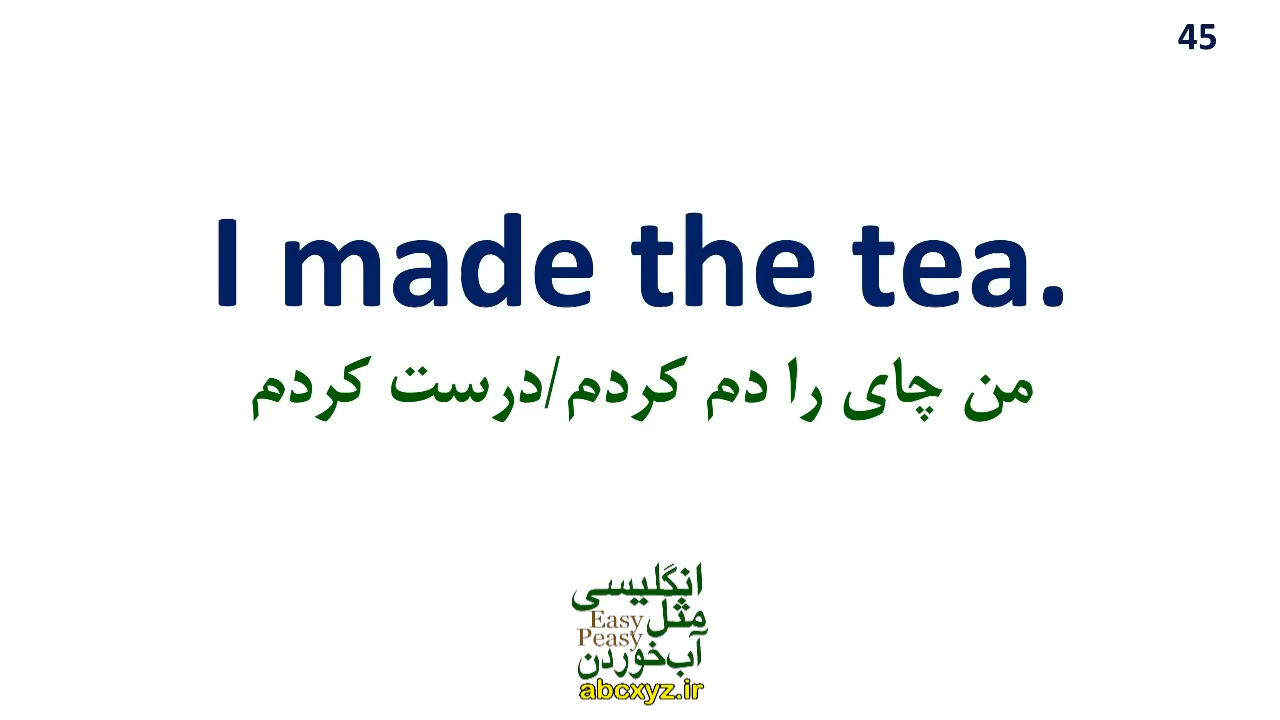 45
I made the tea.
من چای را دم کردم/درست کردم
انگلیسی
مثل
Easy
Peasy
آب‌خوردن
abcxyz.ir